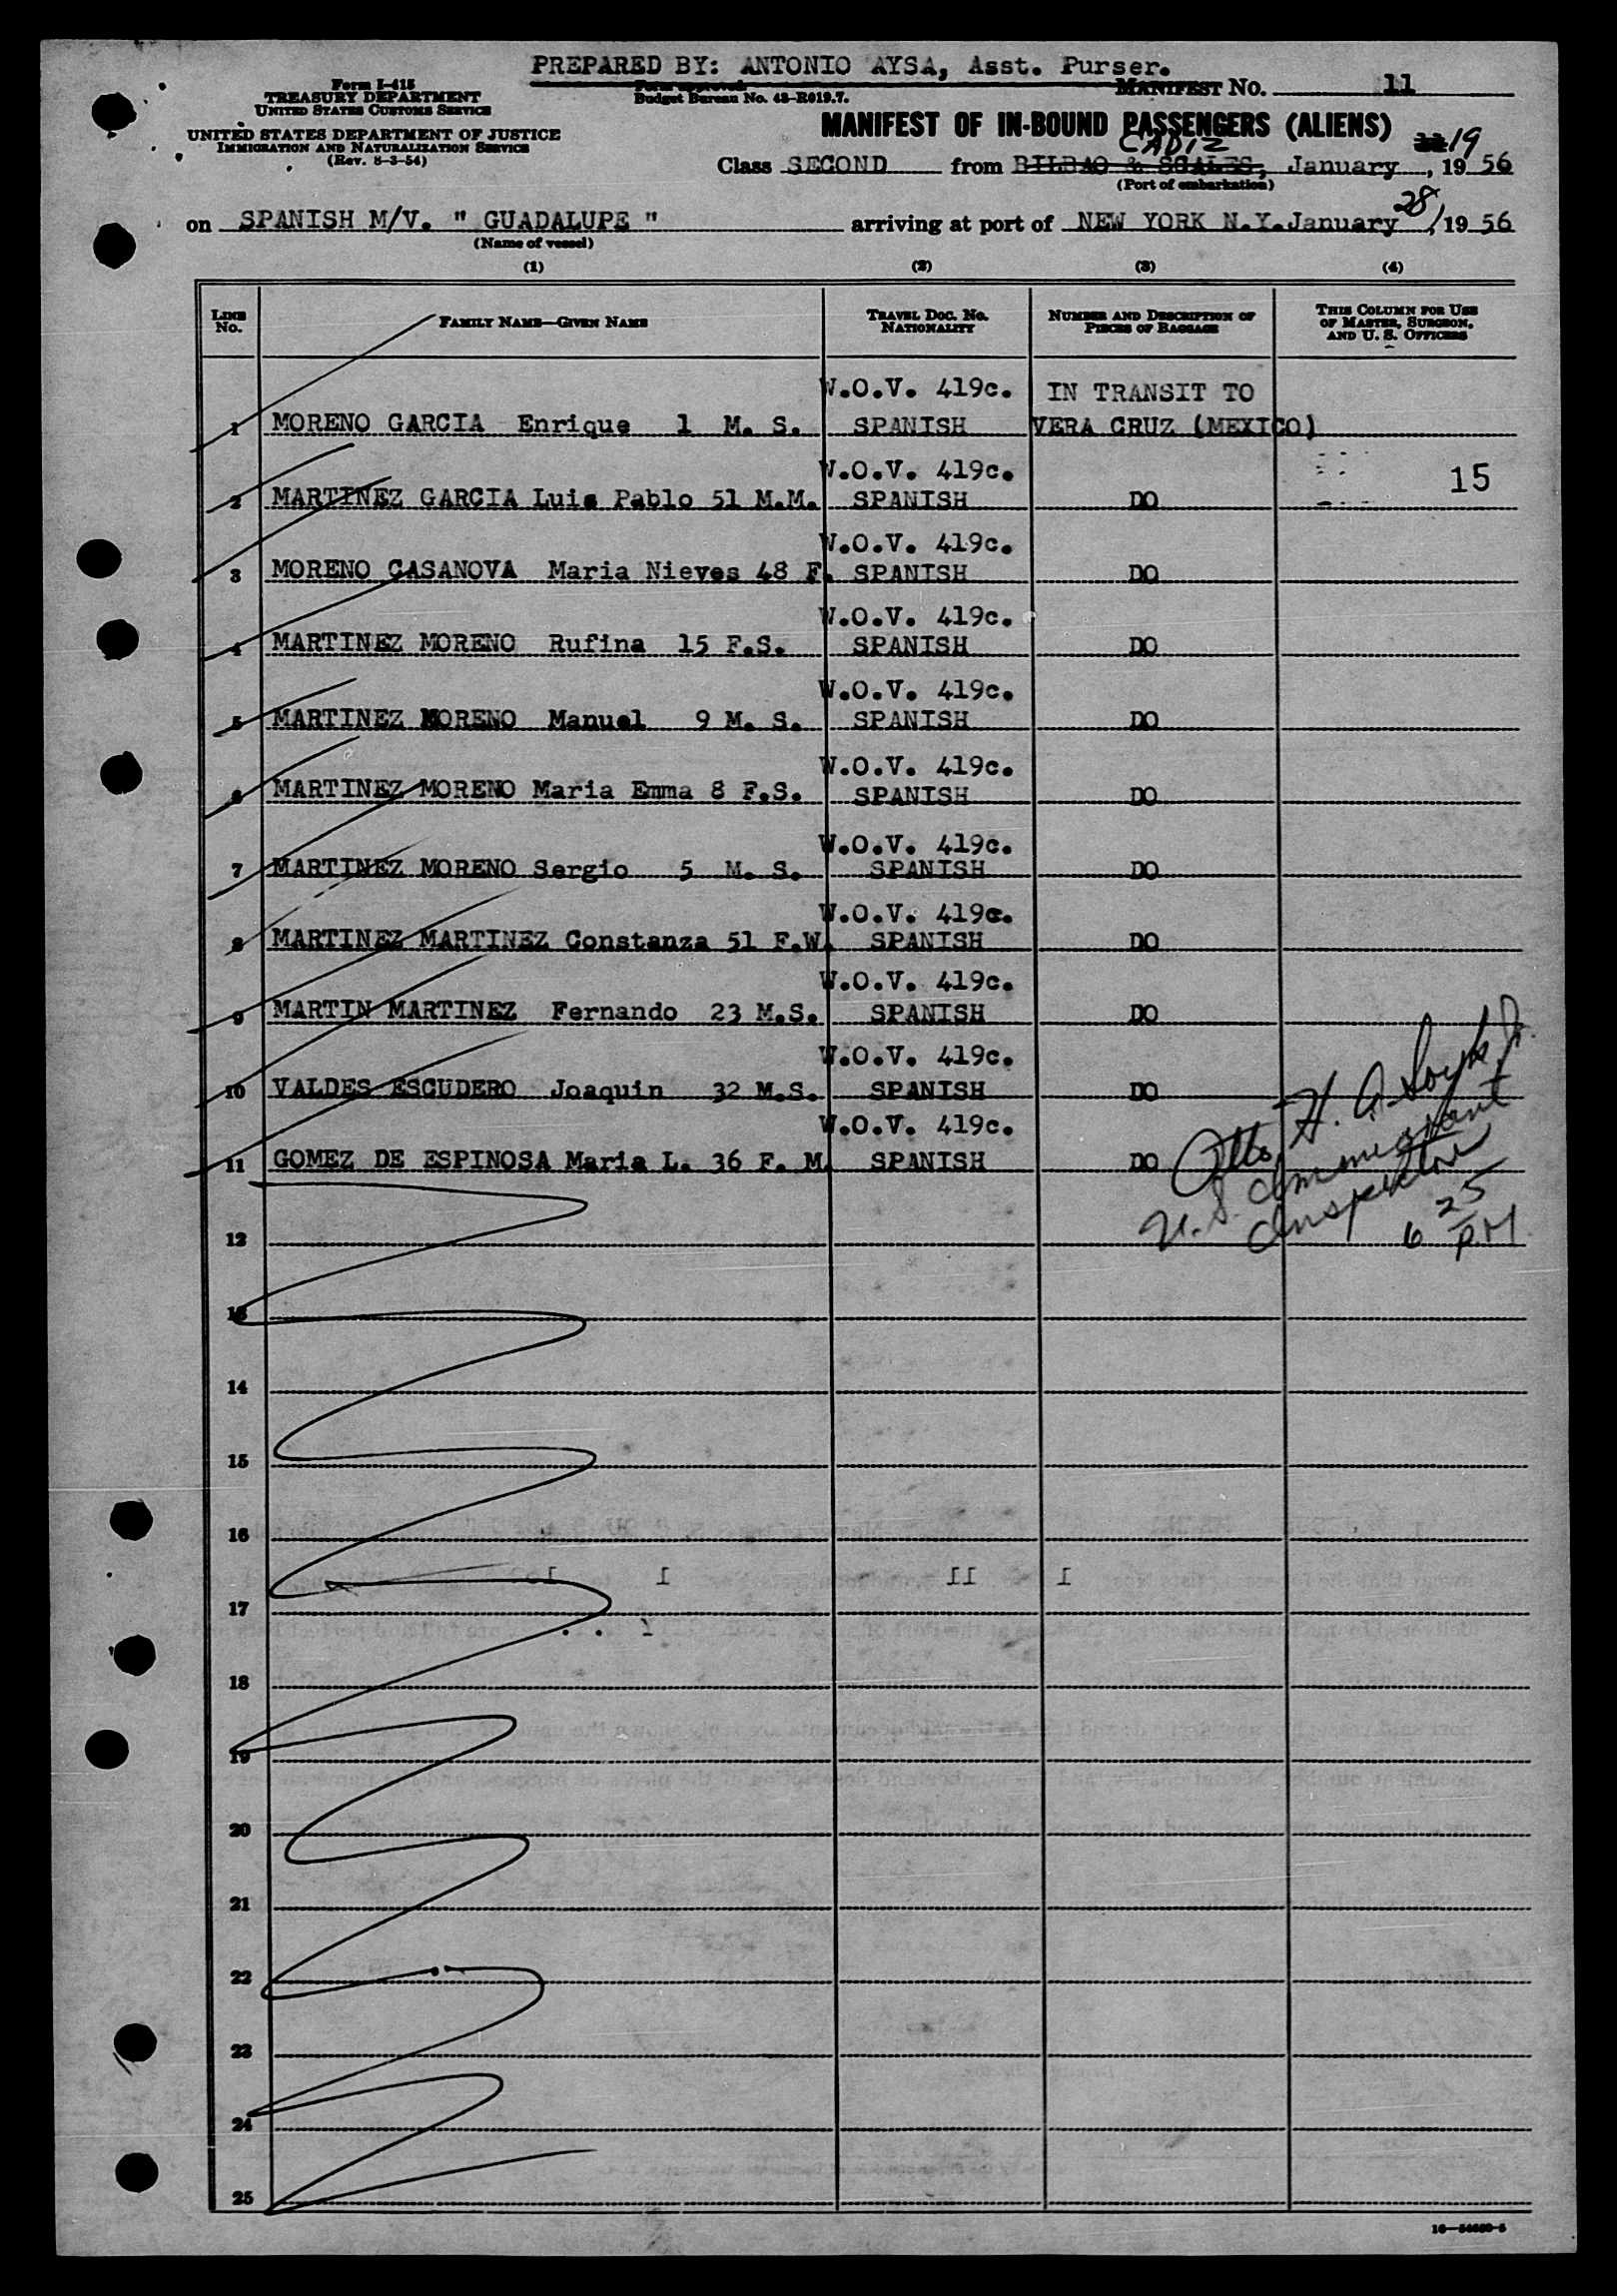 PREPARED BY: ANTONIO AYSA, Asst. Purser.
Form I-415
TREASURY DEPARTMENT
UNITED STATES CUSTOMS SERVICE
UNITED STATES DEPARTMENT OF JUSTICE
IMMIGRATION AND NATURALIZATION SERVICE
(Rev. 8-3-54)
Form approved
Budget Bureau No. 43-R019.7.
MANIFEST NO. 11
MANIFEST OF IN-BOUND PASSENGERS (ALIENS)
CADIZ 19
Class SECOND from BILBAO & SCALES, January, 1956
(Port of embarkation)
on SPANISH M/V. " GUADALUPE " arriving at port of NEW YORK N.Y. January 28, 1956
(Name of vessel)
(1) (2) (3) (4)
LINE No. FAMILY NAME—GIVEN NAME TRAVEL DOC. NO. NATIONALITY NUMBER AND DESCRIPTION OF PIECES OF BAGGAGE THIS COLUMN FOR USE OF MASTER, SURGEON, AND U. S. OFFICERS
W.O.V. 419c. IN TRANSIT TO
1 MORENO GARCIA Enrique 1 M. S. SPANISH VERA CRUZ (MEXICO)
W.O.V. 419c. 15
2 MARTINEZ GARCIA Luis Pablo 51 M.M. SPANISH DO
W.O.V. 419c.
3 MORENO CASANOVA Maria Nieves 48 F. SPANISH DO
W.O.V. 419c.
4 MARTINEZ MORENO Rufina 15 F.S. SPANISH DO
W.O.V. 419c.
5 MARTINEZ MORENO Manuel 9 M. S. SPANISH DO
W.O.V. 419c.
6 MARTINEZ MORENO Maria Emma 8 F.S. SPANISH DO
W.O.V. 419c.
7 MARTINEZ MORENO Sergio 5 M. S. SPANISH DO
W.O.V. 419c.
8 MARTINEZ MARTINEZ Constanza 51 F.W. SPANISH DO
W.O.V. 419c.
9 MARTIN MARTINEZ Fernando 23 M.S. SPANISH DO
W.O.V. 419c.
10 VALDES ESCUDERO Joaquin 32 M.S. SPANISH DO
W.O.V. 419c.
11 GOMEZ DE ESPINOSA Maria L. 36 F. M. SPANISH DO
Otto H. A.
U.S. Immigrant
Inspector
6 25 PM
12
13
14
15
16
17
18
19
20
21
22
23
24
25